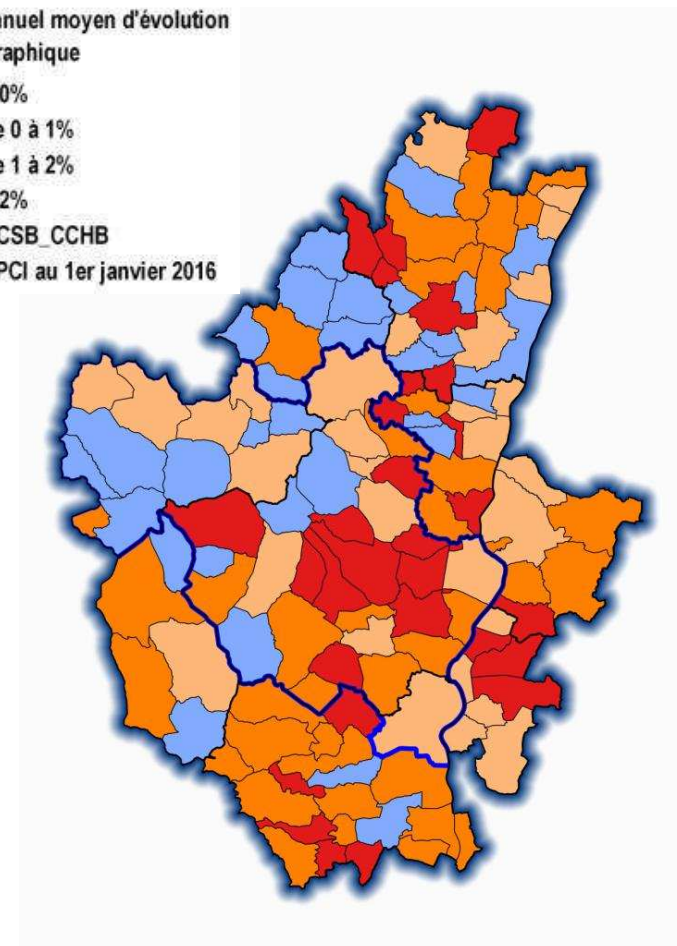 nuel moyen d'évolution
raphique
0%
0 à 1%
1 à 2%
2%
CSB_CCHB
PCI au 1er janvier 2016